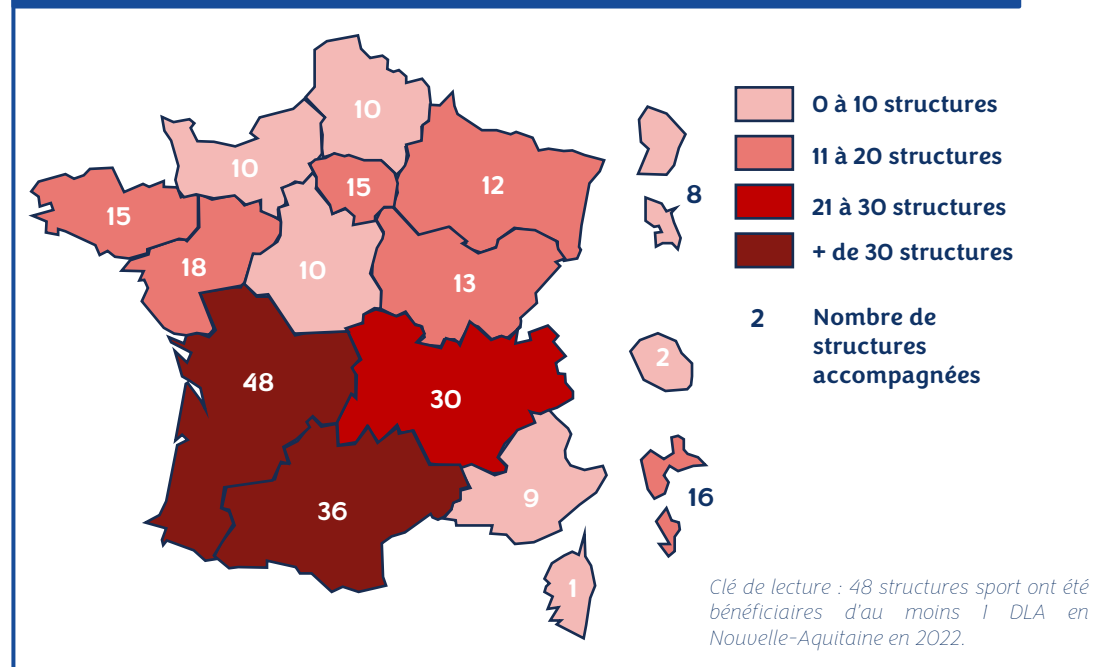 10
10
15
12
15
18
10
13
48
30
36
9
1
8
2
16
0 à 10 structures
11 à 20 structures
21 à 30 structures
+ de 30 structures
2 Nombre de
structures
accompagnées
Clé de lecture : 48 structures sport ont été
bénéficiaires d'au moins 1 DLA en
Nouvelle-Aquitaine en 2022.